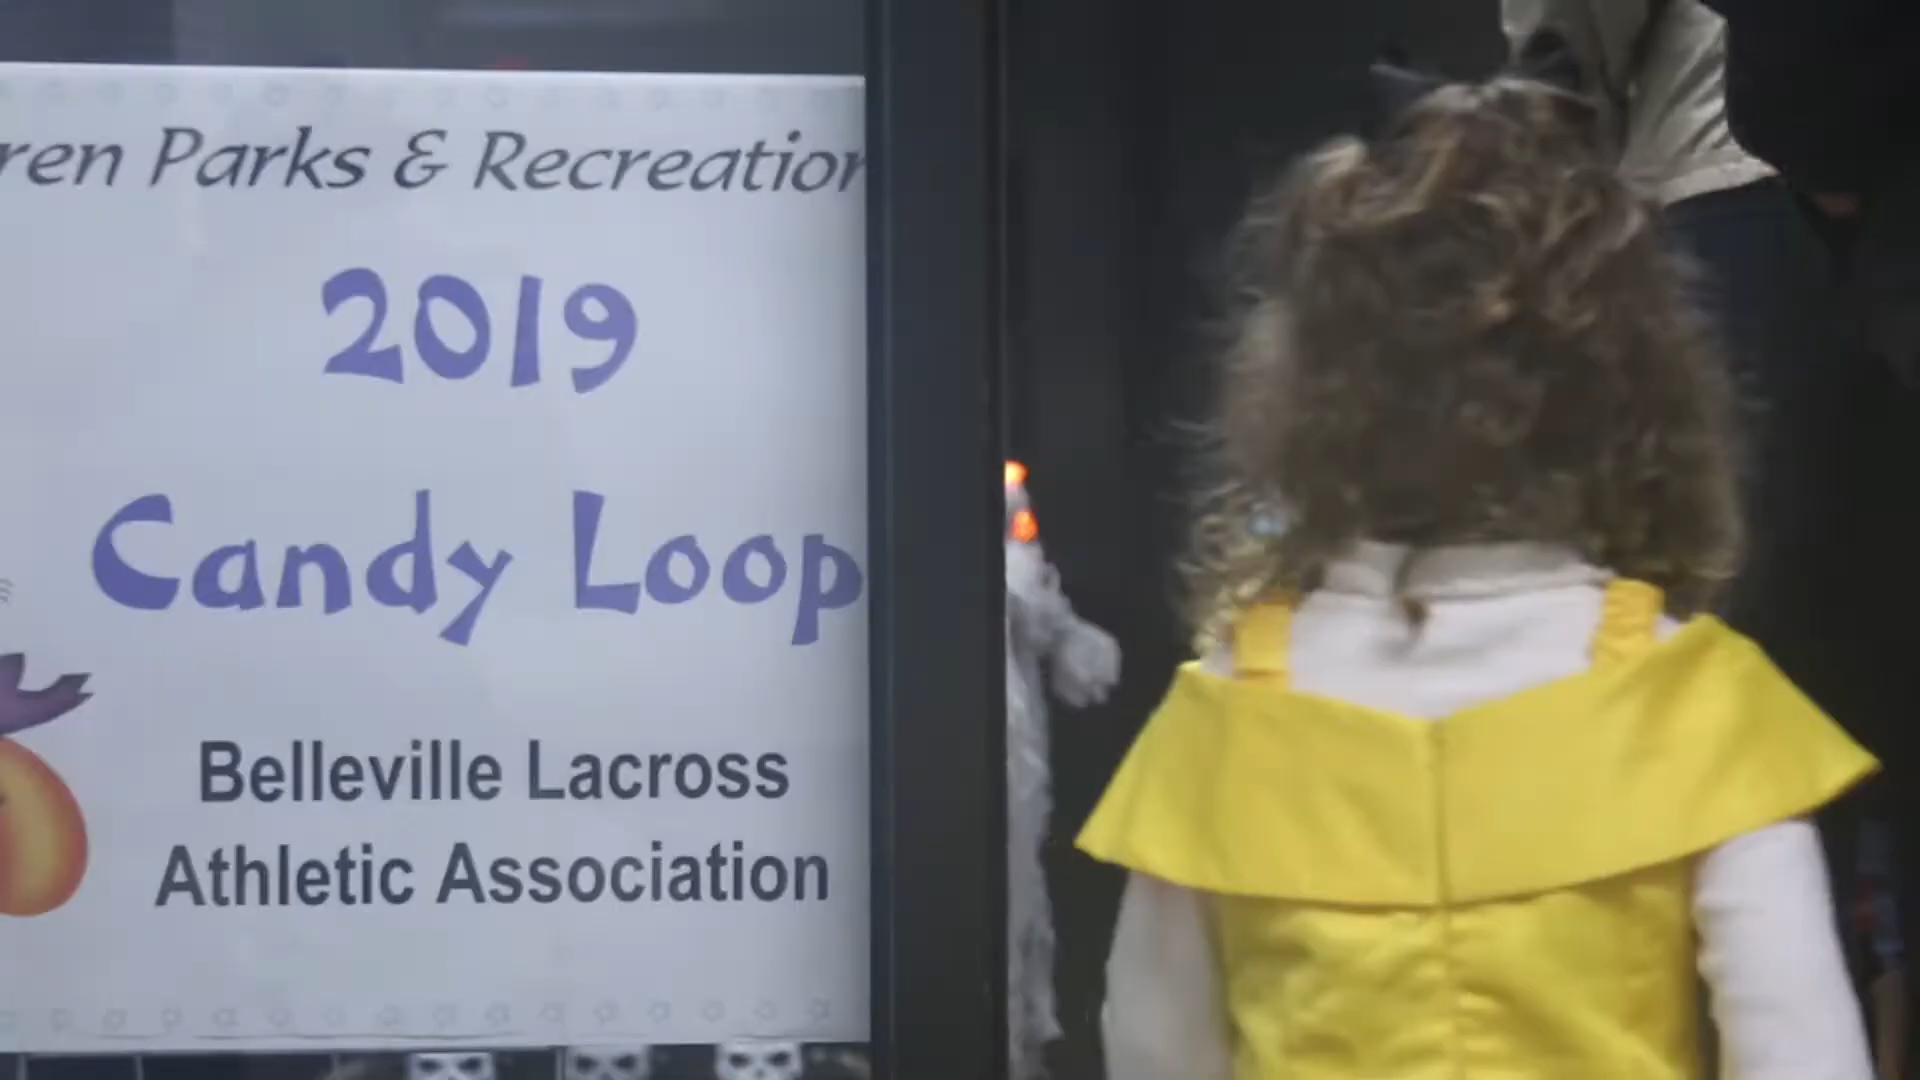 ren Parks & Recreation
2019
Candy Loop
Belleville Lacross
Athletic Association